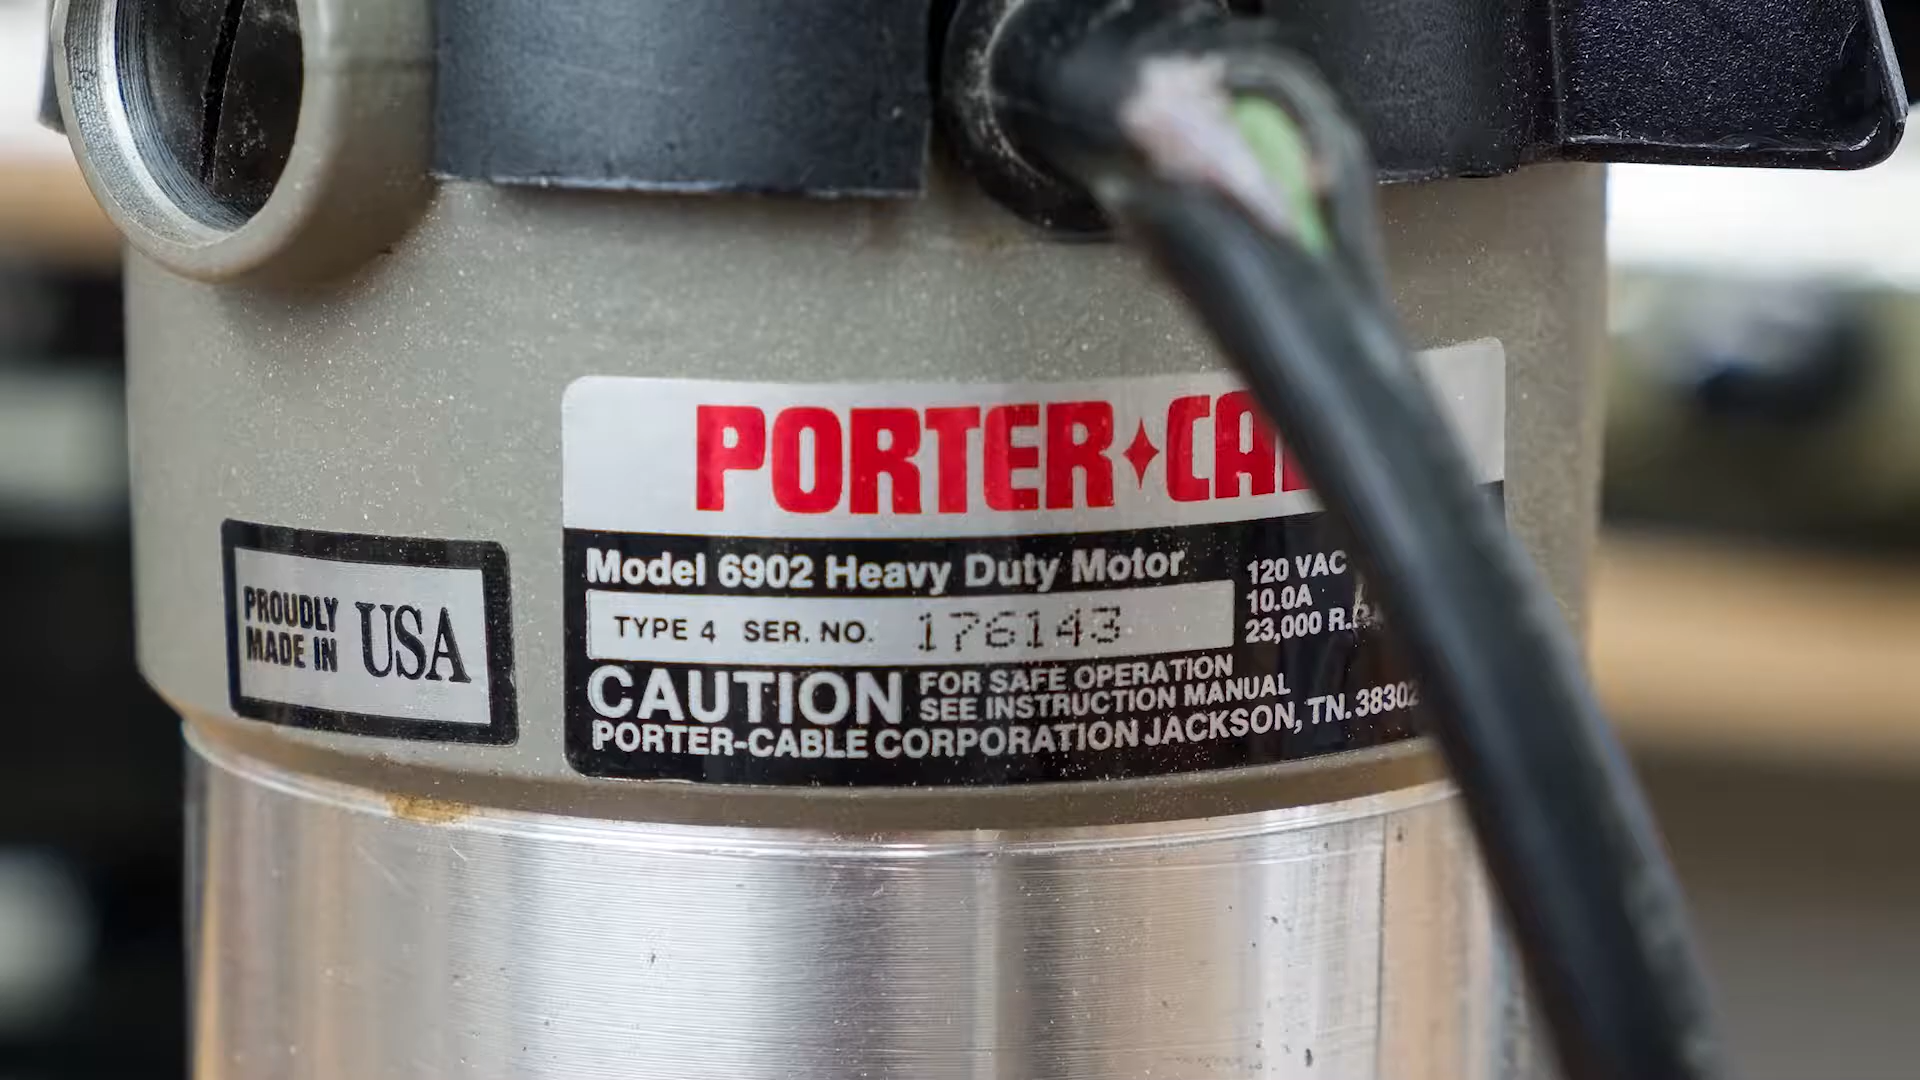 PORTER✦CA
Model 6902 Heavy Duty Motor
120 VAC
10.0A
23,000 R.P
TYPE 4 SER. NO. 176143
CAUTION FOR SAFE OPERATION
SEE INSTRUCTION MANUAL
PORTER-CABLE CORPORATION JACKSON, TN. 38302
PROUDLY
MADE IN
USA